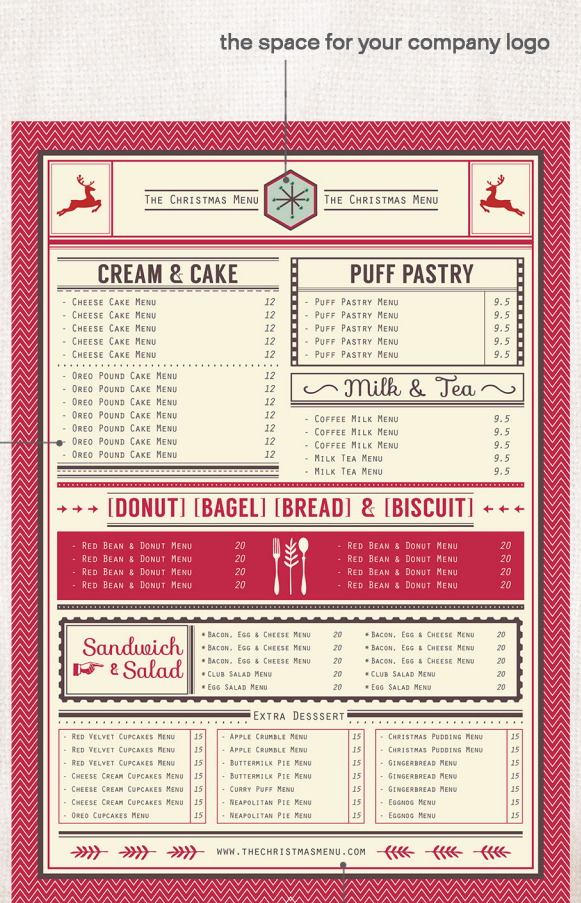 the space for your company logo
The Christmas Menu
The Christmas Menu
CREAM & CAKE
- Cheese Cake Menu 12
- Cheese Cake Menu 12
- Cheese Cake Menu 12
- Cheese Cake Menu 12
- Cheese Cake Menu 12
- Oreo Pound Cake Menu 12
- Oreo Pound Cake Menu 12
- Oreo Pound Cake Menu 12
- Oreo Pound Cake Menu 12
- Oreo Pound Cake Menu 12
- Oreo Pound Cake Menu 12
- Oreo Pound Cake Menu 12
PUFF PASTRY
- Puff Pastry Menu 9.5
- Puff Pastry Menu 9.5
- Puff Pastry Menu 9.5
- Puff Pastry Menu 9.5
- Puff Pastry Menu 9.5
Milk & Tea
- Coffee Milk Menu 9.5
- Coffee Milk Menu 9.5
- Coffee Milk Menu 9.5
- Milk Tea Menu 9.5
- Milk Tea Menu 9.5
[DONUT] [BAGEL] [BREAD] & [BISCUIT]
- Red Bean & Donut Menu 20
- Red Bean & Donut Menu 20
- Red Bean & Donut Menu 20
- Red Bean & Donut Menu 20
- Red Bean & Donut Menu 20
- Red Bean & Donut Menu 20
- Red Bean & Donut Menu 20
- Red Bean & Donut Menu 20
Sandwich
& Salad
* Bacon, Egg & Cheese Menu 20
* Bacon, Egg & Cheese Menu 20
* Bacon, Egg & Cheese Menu 20
* Club Salad Menu 20
* Egg Salad Menu 20
* Bacon, Egg & Cheese Menu 20
* Bacon, Egg & Cheese Menu 20
* Bacon, Egg & Cheese Menu 20
* Club Salad Menu 20
* Egg Salad Menu 20
Extra Desssert
- Red Velvet Cupcakes Menu 15
- Red Velvet Cupcakes Menu 15
- Red Velvet Cupcakes Menu 15
- Cheese Cream Cupcakes Menu 15
- Cheese Cream Cupcakes Menu 15
- Cheese Cream Cupcakes Menu 15
- Oreo Cupcakes Menu 15
- Apple Crumble Menu 15
- Apple Crumble Menu 15
- Buttermilk Pie Menu 15
- Buttermilk Pie Menu 15
- Curry Puff Menu 15
- Neapolitan Pie Menu 15
- Neapolitan Pie Menu 15
- Christmas Pudding Menu 15
- Christmas Pudding Menu 15
- Gingerbread Menu 15
- Gingerbread Menu 15
- Gingerbread Menu 15
- Eggnog Menu 15
- Eggnog Menu 15
www.thechristmasmenu.com